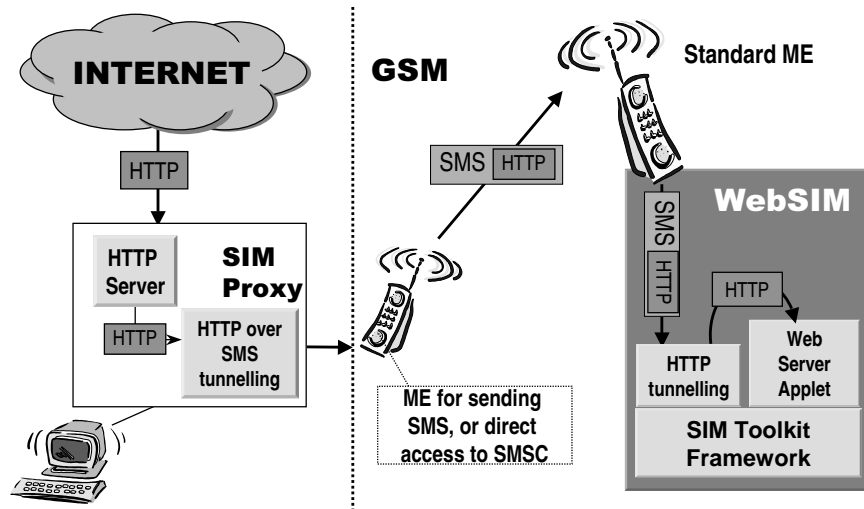 INTERNET
HTTP
HTTP
Server
SIM
Proxy
HTTP
HTTP over
SMS
tunnelling
GSM
SMS HTTP
ME for sending
SMS, or direct
access to SMSC
Standard ME
WebSIM
SMS HTTP
HTTP
HTTP
tunnelling
Web
Server
Applet
SIM Toolkit
Framework